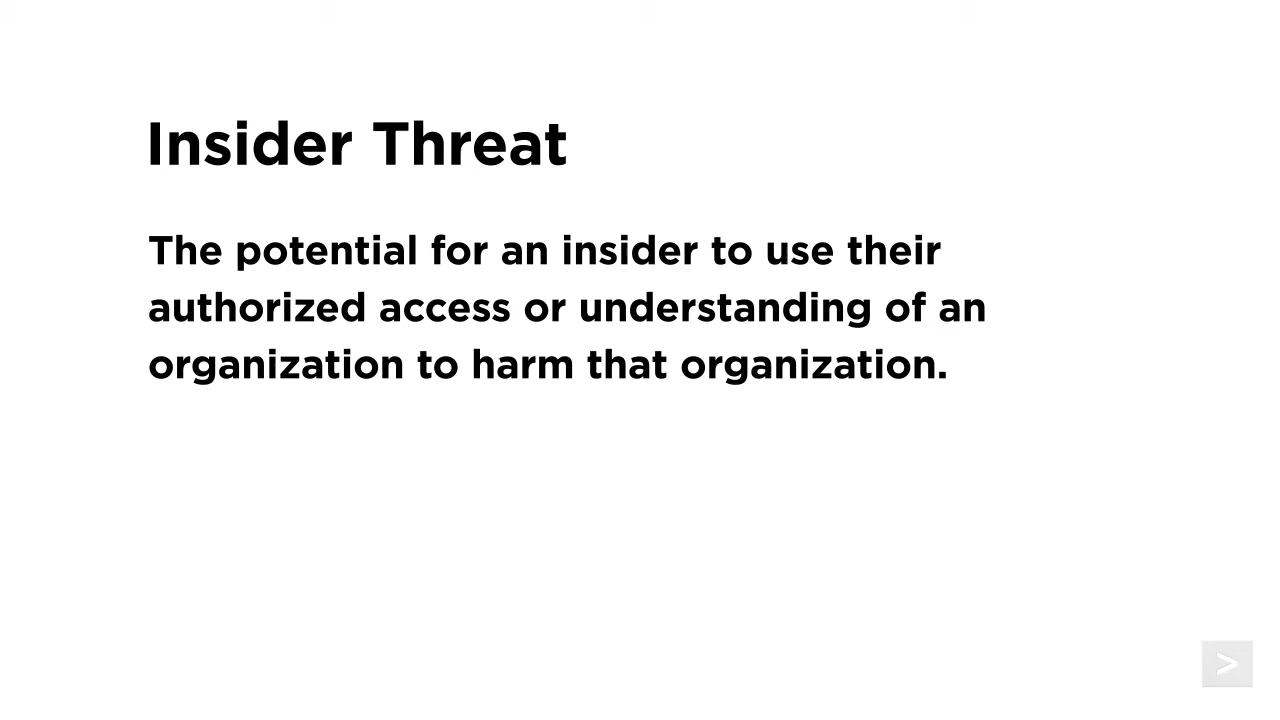 Insider Threat
The potential for an insider to use their
authorized access or understanding of an
organization to harm that organization.
>